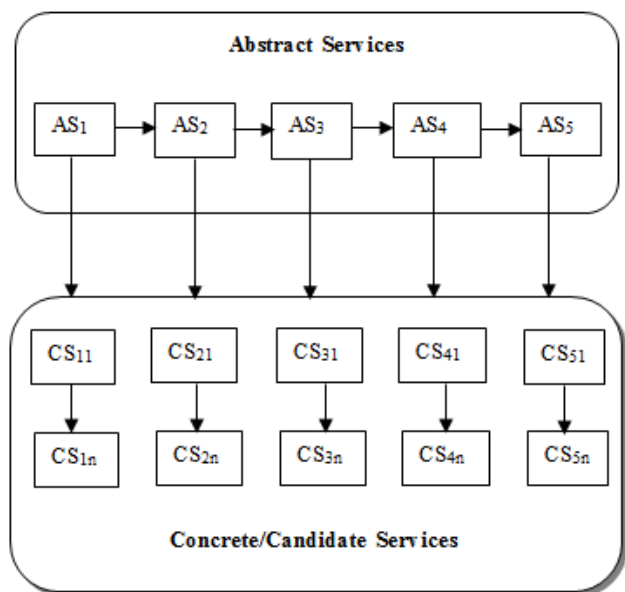 Abstract Services
AS1 AS2 AS3 AS4 AS5
CS11 CS21 CS31 CS41 CS51
CS1n CS2n CS3n CS4n CS5n
Concrete/Candidate Services